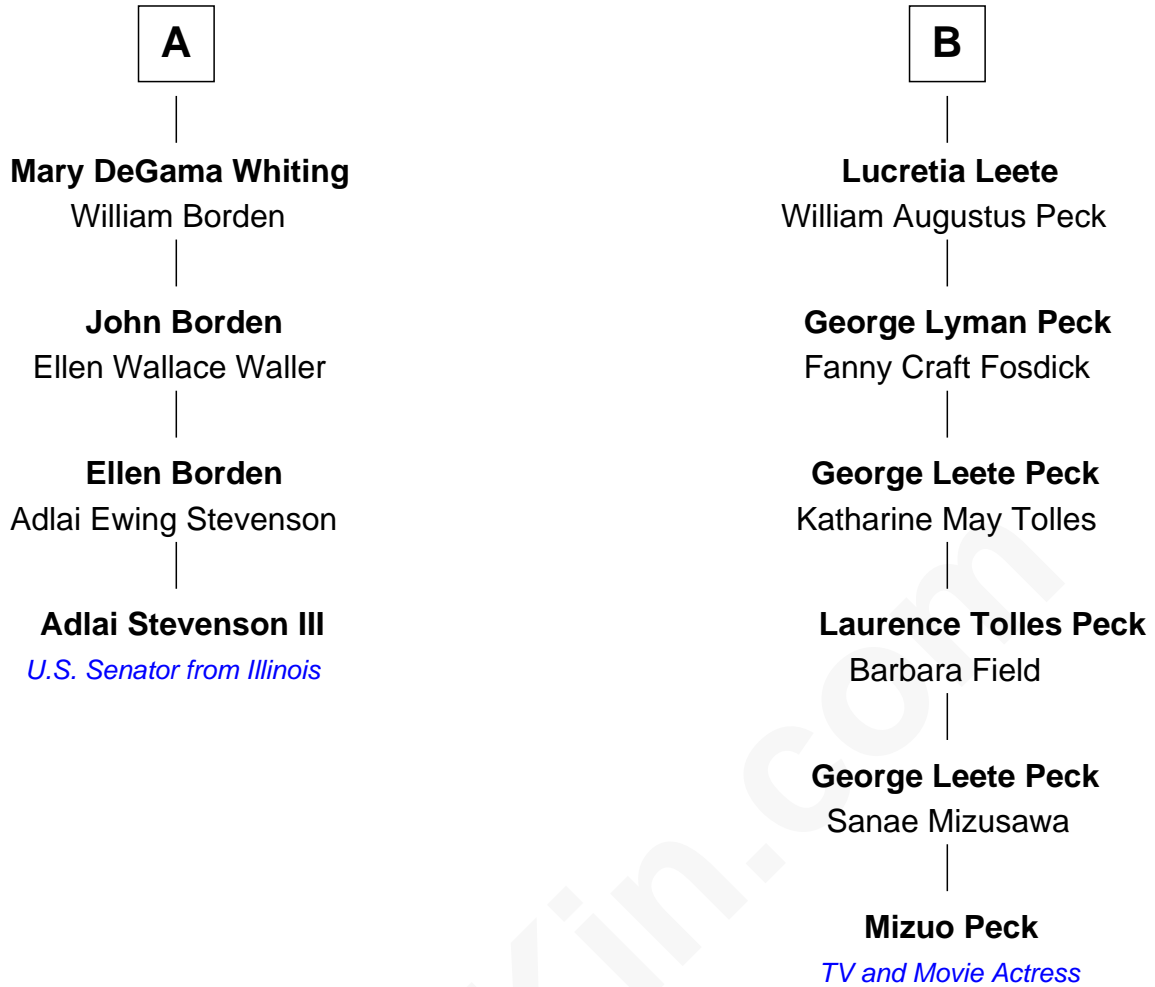 A
Mary DeGama Whiting
William Borden
John Borden
Ellen Wallace Waller
Ellen Borden
Adlai Ewing Stevenson
Adlai Stevenson III
U.S. Senator from Illinois
B
Lucretia Leete
William Augustus Peck
George Lyman Peck
Fanny Craft Fosdick
George Leete Peck
Katharine May Tolles
Laurence Tolles Peck
Barbara Field
George Leete Peck
Sanae Mizusawa
Mizuo Peck
TV and Movie Actress
Kin.com